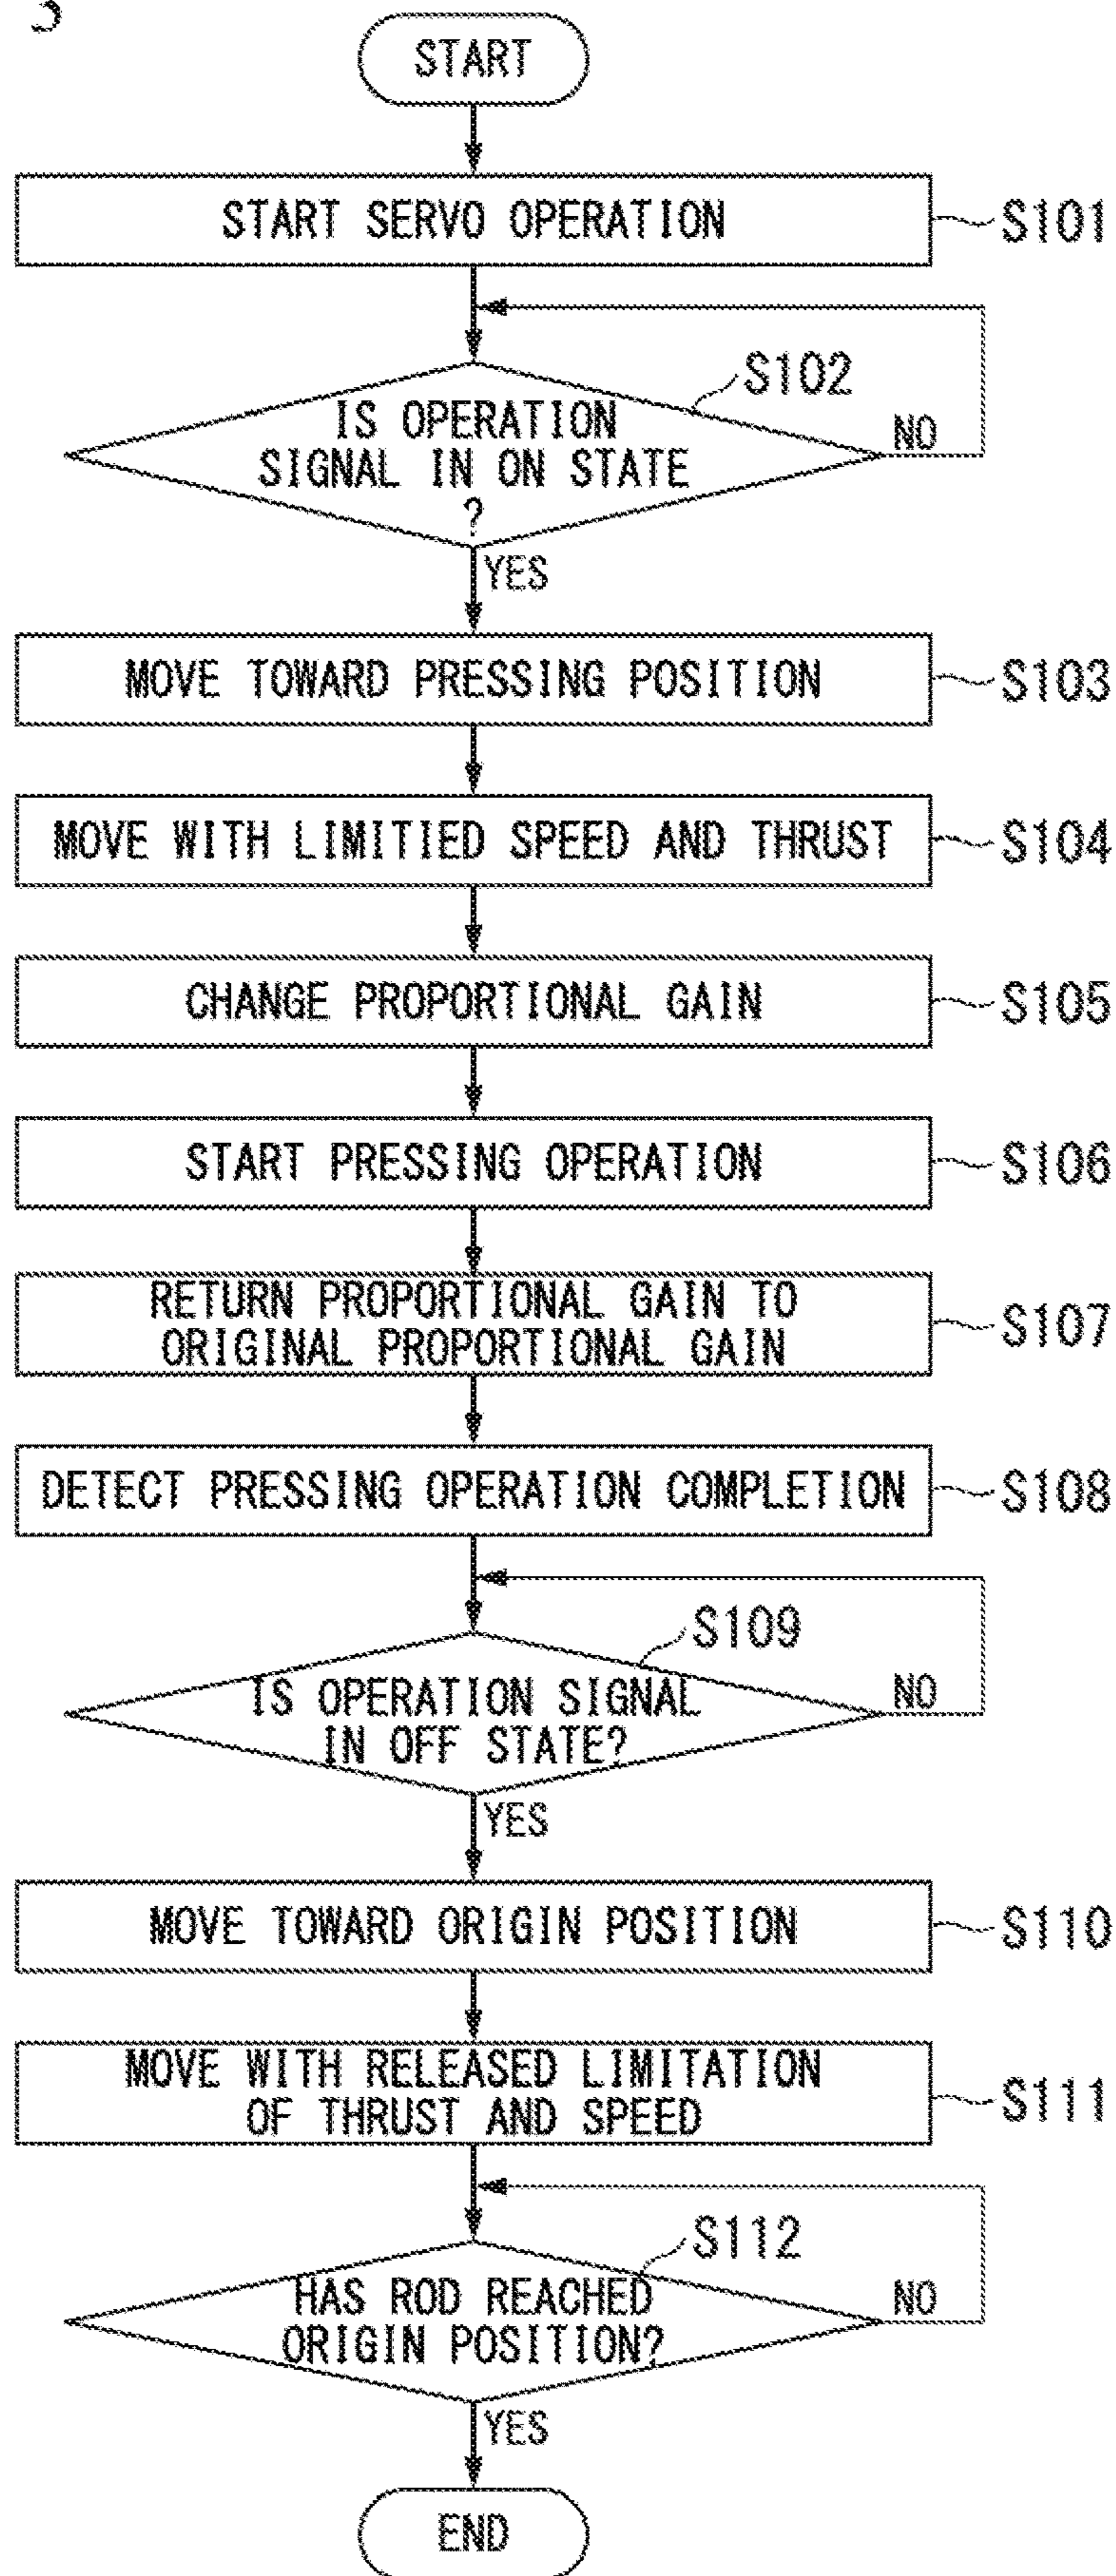 START
START SERVO OPERATION
S101
S102
IS OPERATION
SIGNAL IN ON STATE
?
NO
YES
MOVE TOWARD PRESSING POSITION
S103
MOVE WITH LIMITIED SPEED AND THRUST
S104
CHANGE PROPORTIONAL GAIN
S105
START PRESSING OPERATION
S106
RETURN PROPORTIONAL GAIN TO
ORIGINAL PROPORTIONAL GAIN
S107
DETECT PRESSING OPERATION COMPLETION
S108
S109
IS OPERATION SIGNAL
IN OFF STATE?
NO
YES
MOVE TOWARD ORIGIN POSITION
S110
MOVE WITH RELEASED LIMITATION
OF THRUST AND SPEED
S111
S112
HAS ROD REACHED
ORIGIN POSITION?
NO
YES
END